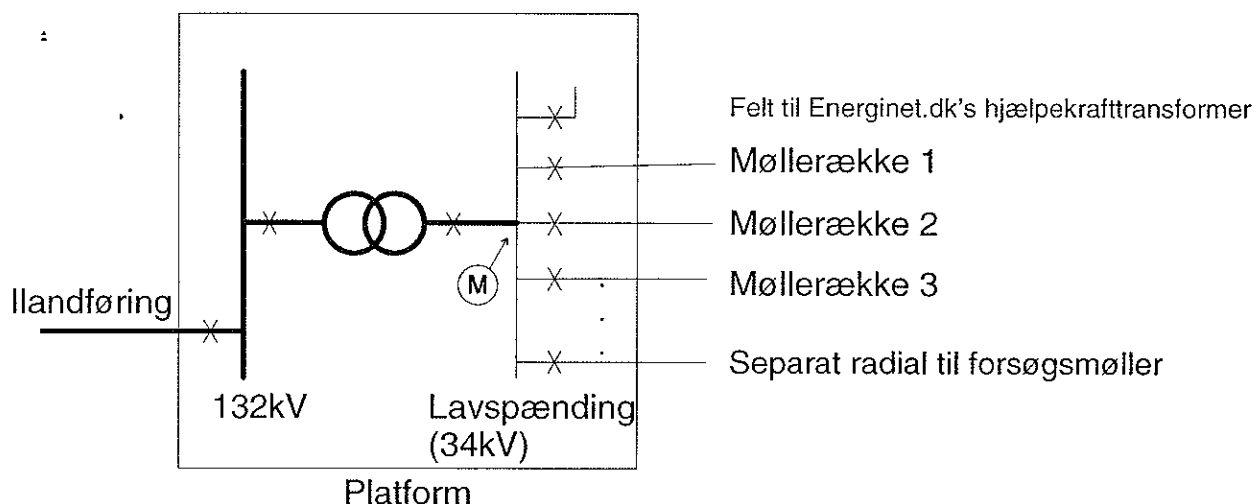 Felt til Energinet.dk's hjælpekrafttransformer
Møllerække 1
Møllerække 2
M
Møllerække 3
Ilandføring
Separat radial til forsøgsmøller
132kV
Lavspænding
(34kV)
Platform